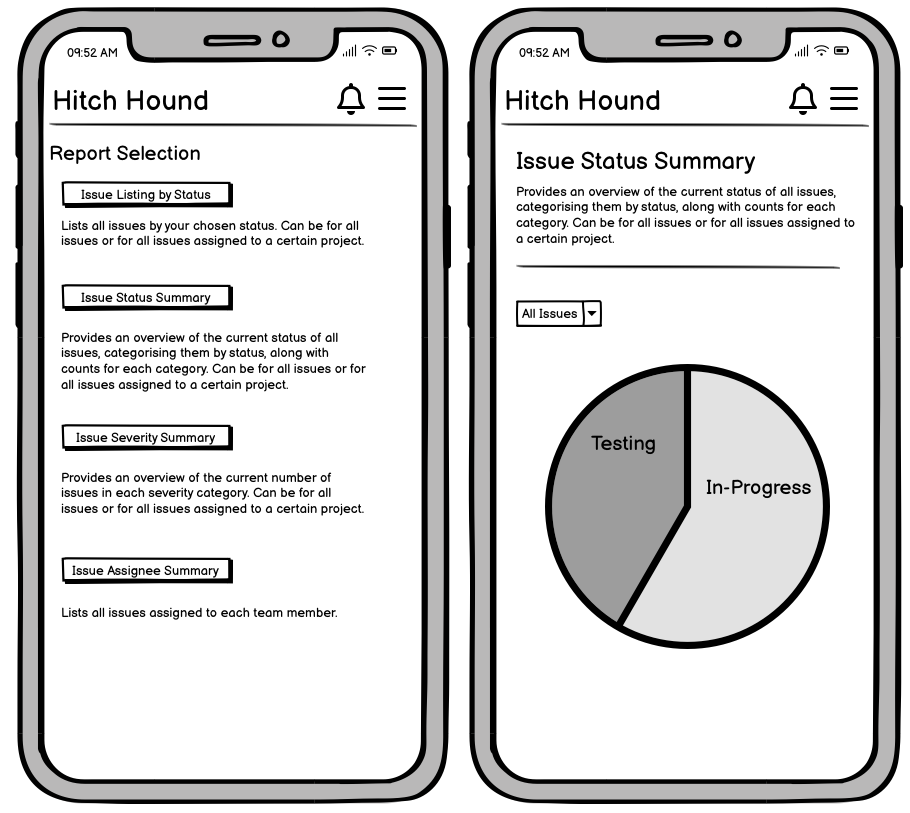 09:52 AM
Hitch Hound
Report Selection
Issue Listing by Status
Lists all issues by your chosen status. Can be for all
issues or for all issues assigned to a certain project.
Issue Status Summary
Provides an overview of the current status of all
issues, categorising them by status, along with
counts for each category. Can be for all issues or for
all issues assigned to a certain project.
Issue Severity Summary
Provides an overview of the current number of
issues in each severity category. Can be for all
issues or for all issues assigned to a certain project.
Issue Assignee Summary
Lists all issues assigned to each team member.
09:52 AM
Hitch Hound
Issue Status Summary
Provides an overview of the current status of all issues,
categorising them by status, along with counts for each
category. Can be for all issues or for all issues assigned to
a certain project.
All Issues
Testing
In-Progress